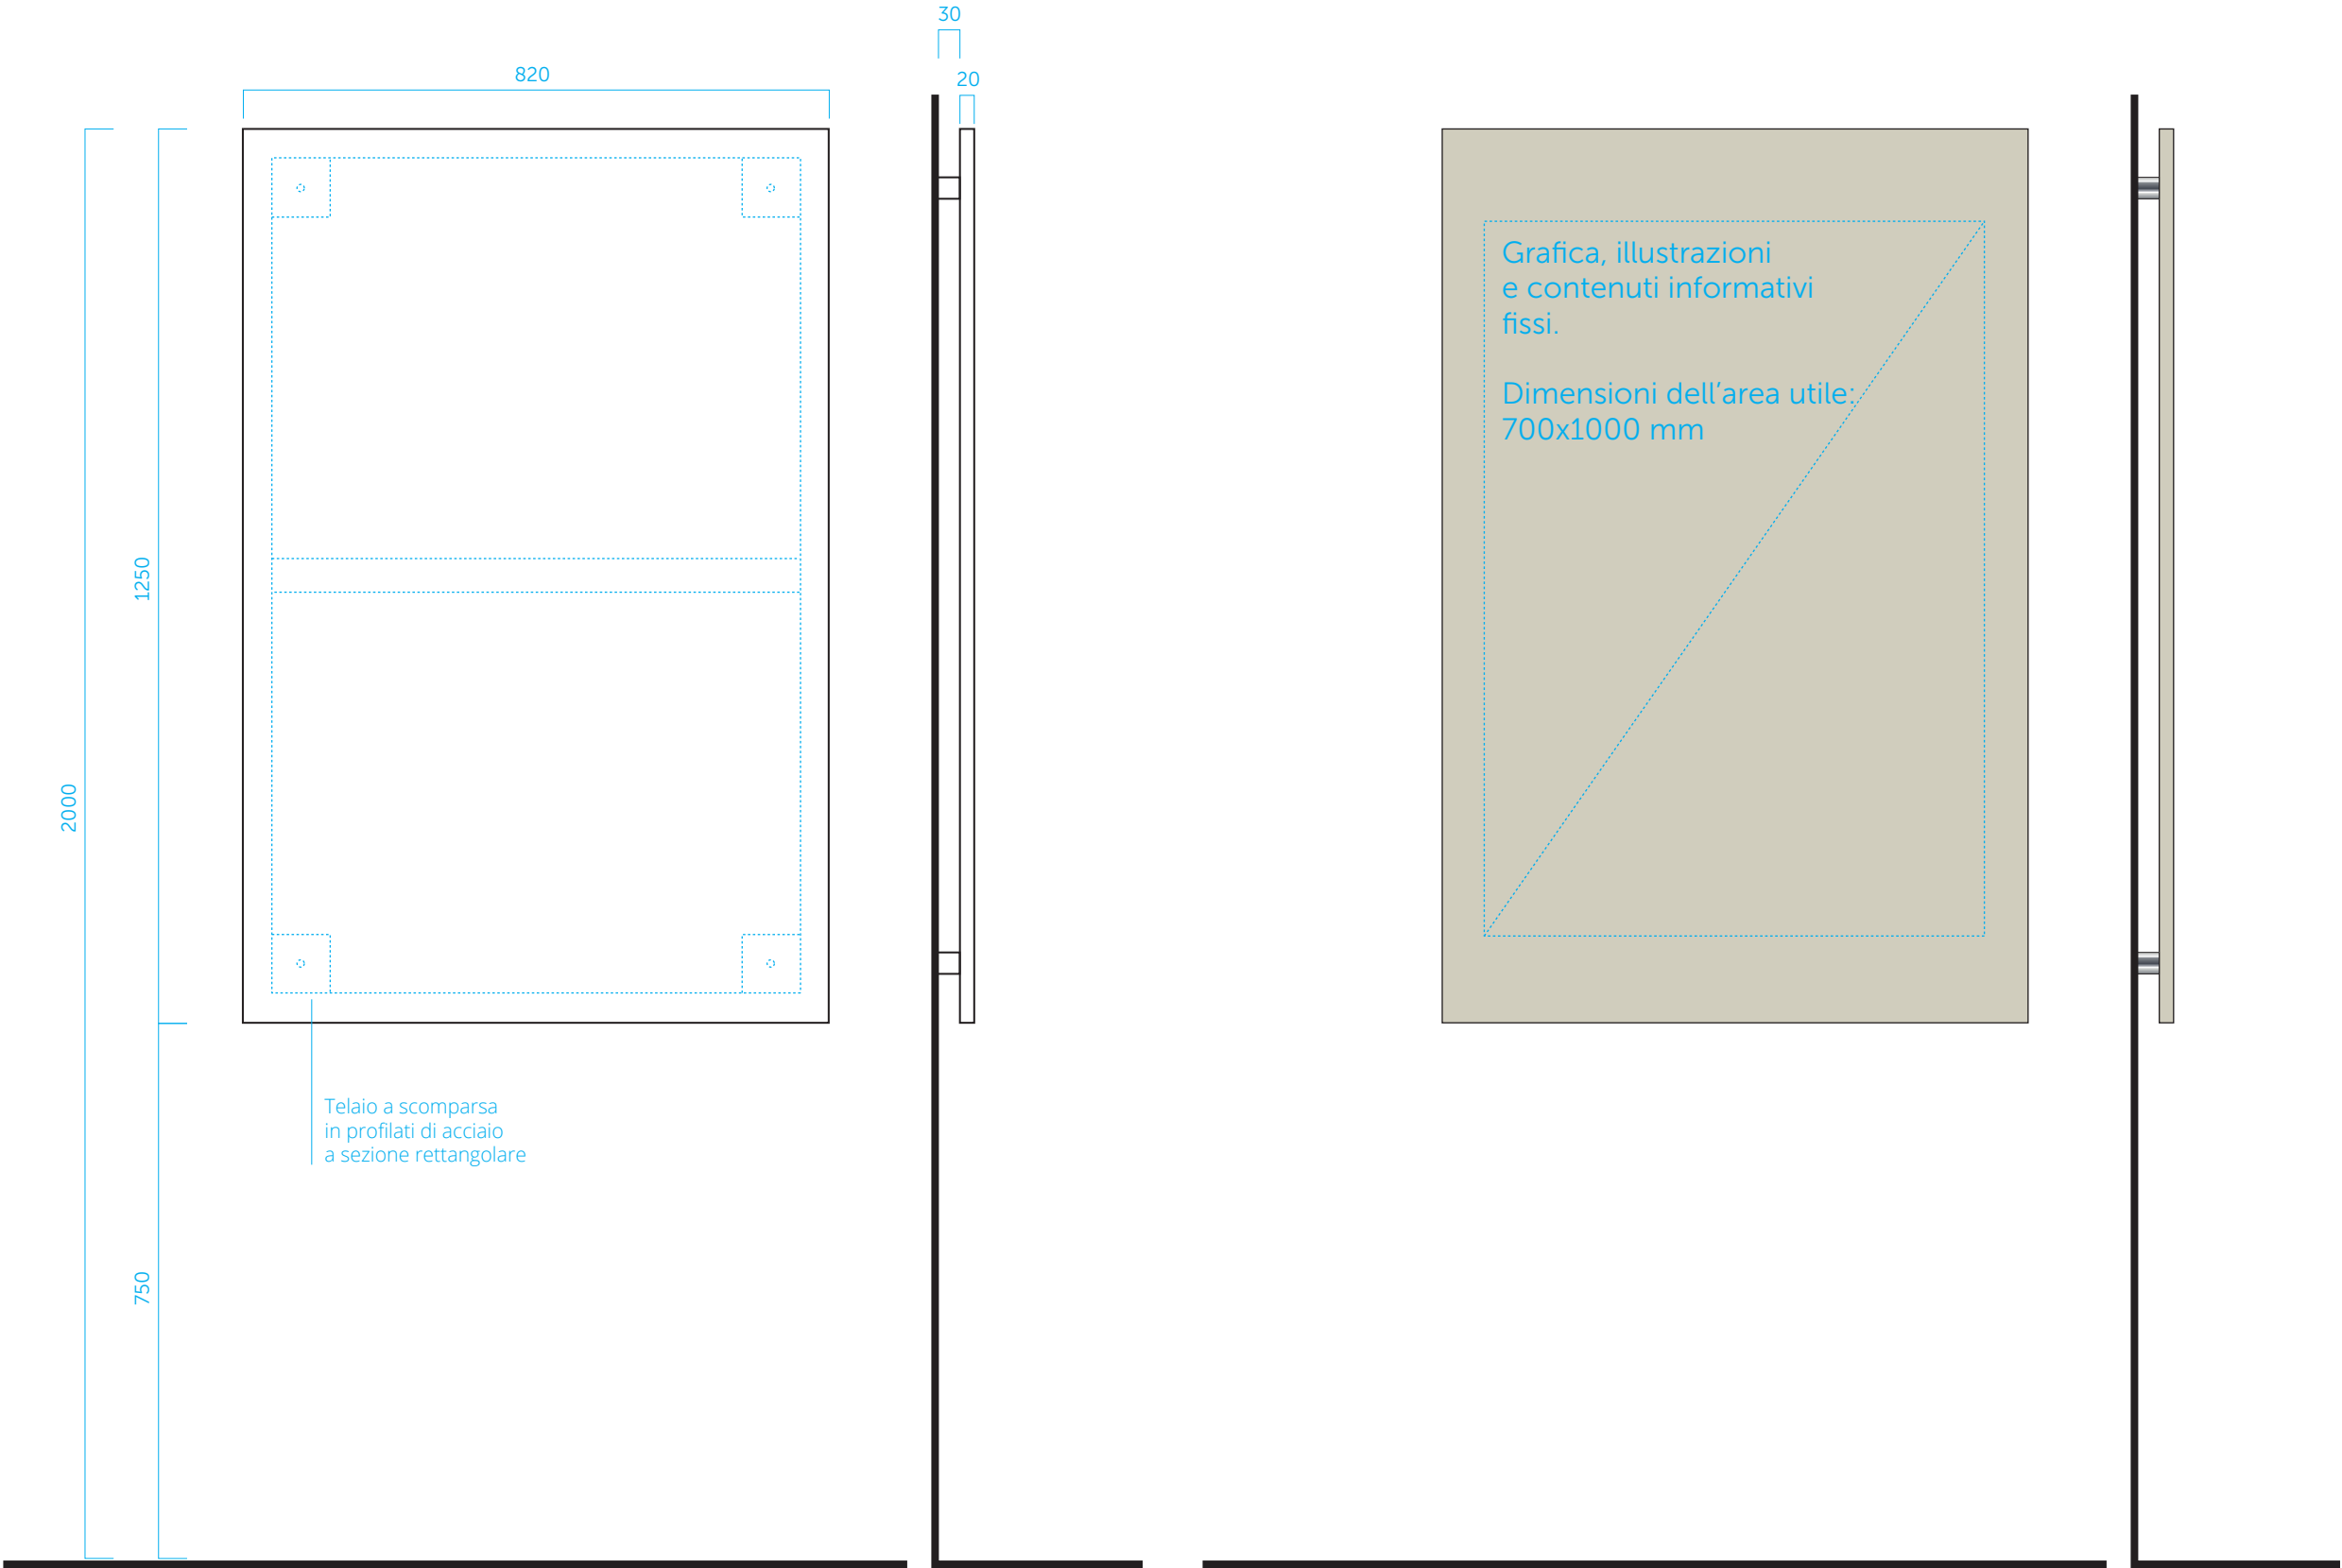 30
20
820
1250
2000
750
Grafica, illustrazioni
e contenuti informativi
fissi.
Dimensioni dell’area utile:
700x1000 mm
Telaio a scomparsa
in profilati di acciaio
a sezione rettangolare